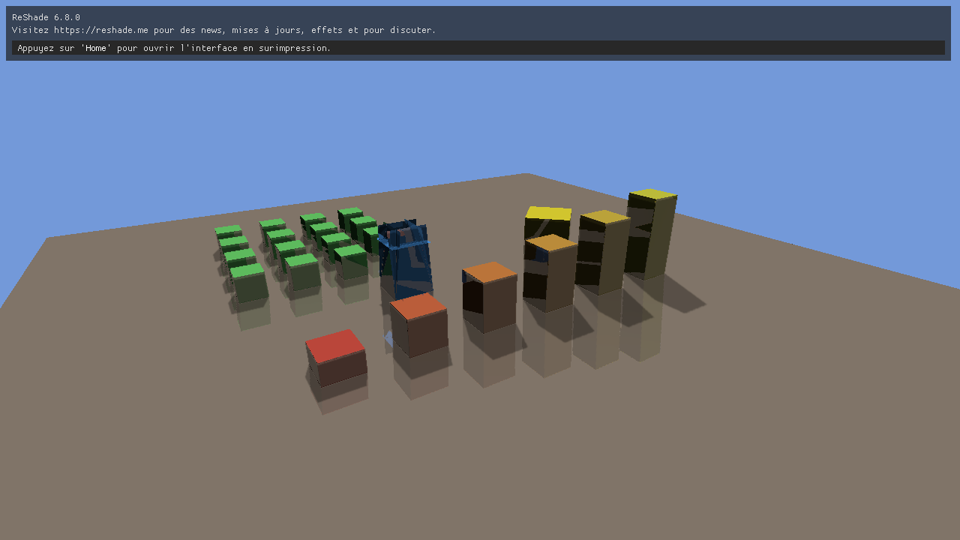 ReShade 6.8.0
Visitez https://reshade.me pour des news, mises à jours, effets et pour discuter.
Appuyez sur 'Home' pour ouvrir l'interface en surimpression.